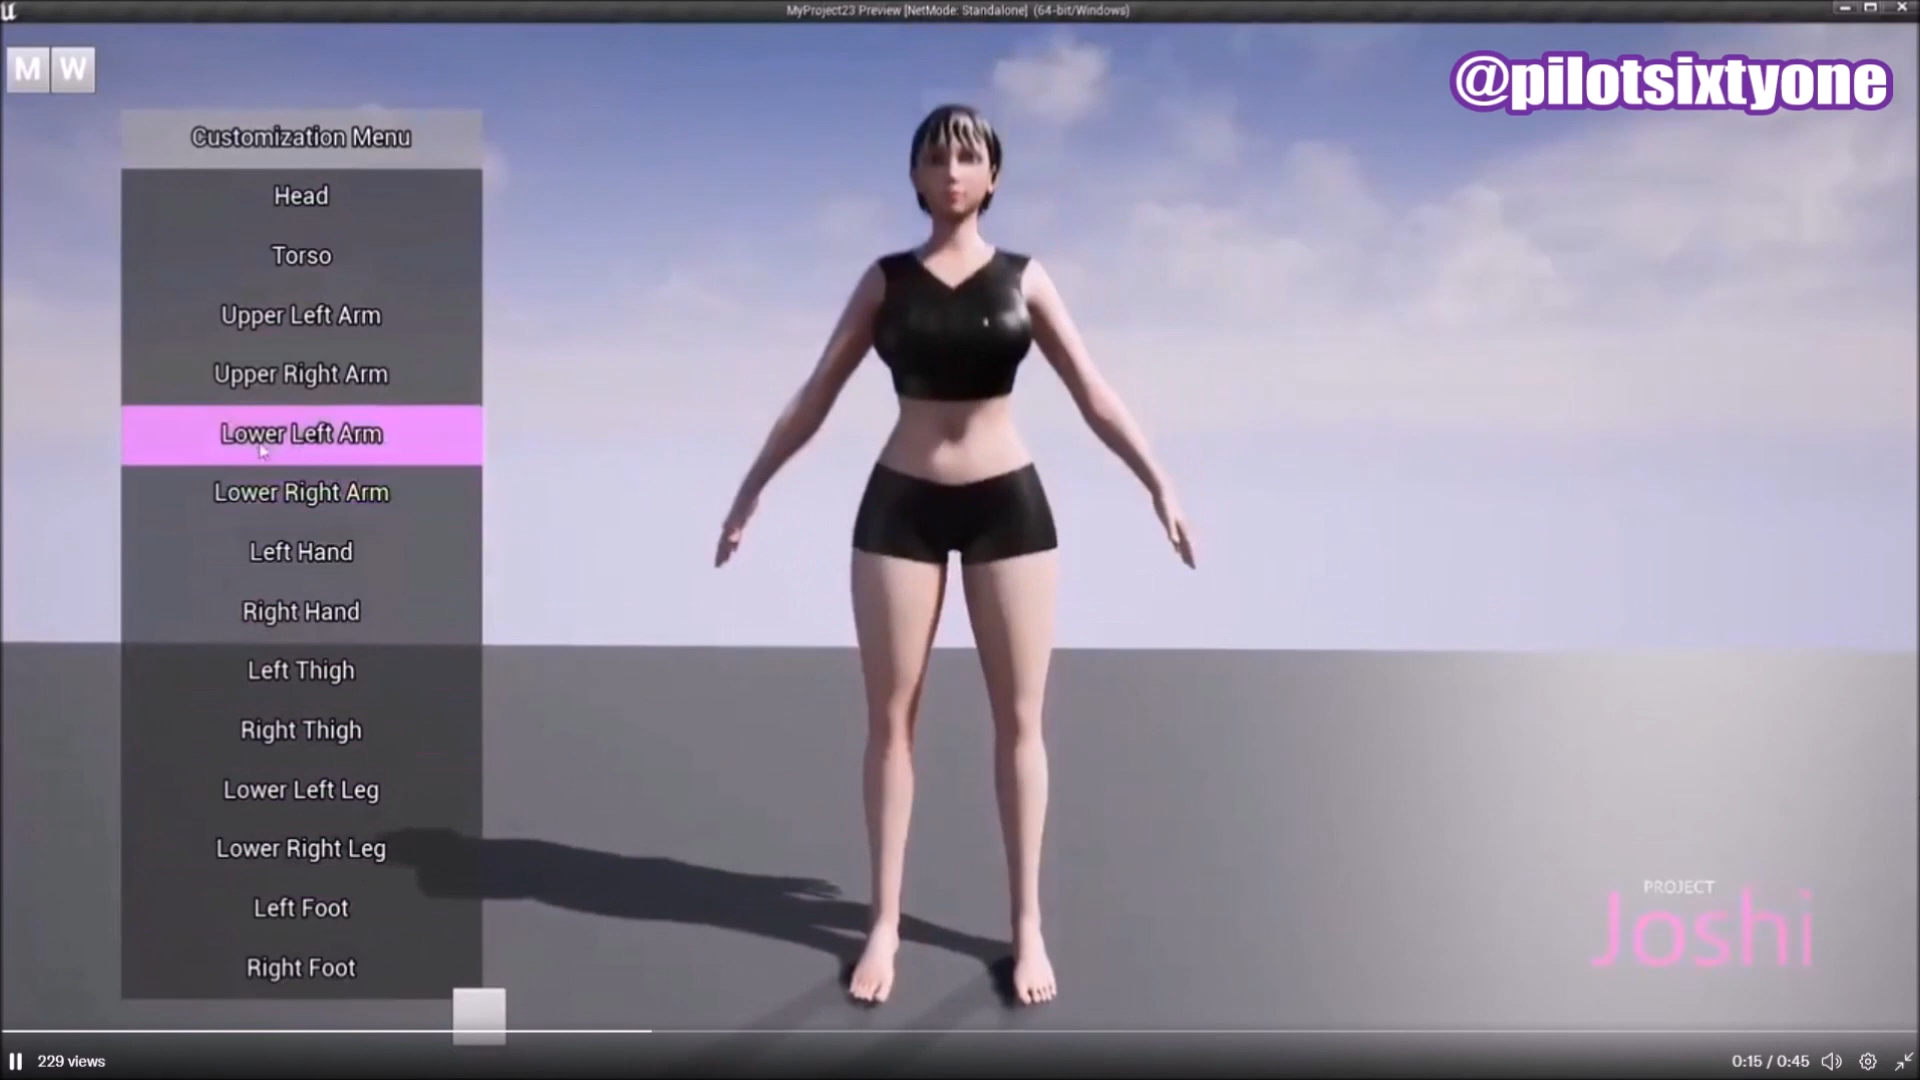 MyProject23 Preview [NetMode: Standalone] (64-bit/Windows)
M W
@pilotsixtyone
Customization Menu
Head
Torso
Upper Left Arm
Upper Right Arm
Lower Left Arm
Lower Right Arm
Left Hand
Right Hand
Left Thigh
Right Thigh
Lower Left Leg
Lower Right Leg
Left Foot
Right Foot
PROJECT
Joshi
229 views
0:15 / 0:45